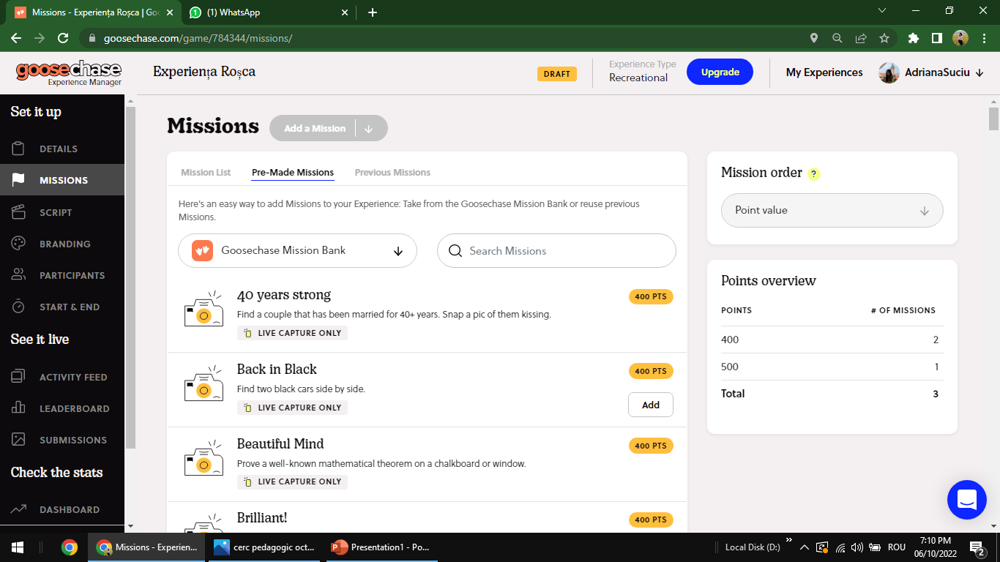 Missions - Experiența Roșca | Go
(1) WhatsApp
goosechase.com/game/784344/missions/
goosechase
Experience Manager
Experiența Roșca
DRAFT
Experience Type
Recreational
Upgrade
My Experiences
AdrianaSuciu
Set it up
DETAILS
MISSIONS
SCRIPT
BRANDING
PARTICIPANTS
START & END
See it live
ACTIVITY FEED
LEADERBOARD
SUBMISSIONS
Check the stats
DASHBOARD
Missions
Add a Mission
Mission List
Pre-Made Missions
Previous Missions
Here's an easy way to add Missions to your Experience: Take from the Goosechase Mission Bank or reuse previous
Missions.
Goosechase Mission Bank
Search Missions
40 years strong
400 PTS
Find a couple that has been married for 40+ years. Snap a pic of them kissing.
LIVE CAPTURE ONLY
Back in Black
400 PTS
Find two black cars side by side.
LIVE CAPTURE ONLY
Add
Beautiful Mind
400 PTS
Prove a well-known mathematical theorem on a chalkboard or window.
LIVE CAPTURE ONLY
Brilliant!
400 PTS
Mission order ?
Point value
Points overview
POINTS # OF MISSIONS
400 2
500 1
Total 3
Missions - Experien...
cerc pedagogic oct...
Presentation1 - Po...
Local Disk (D:)
ROU
7:10 PM
06/10/2022
2